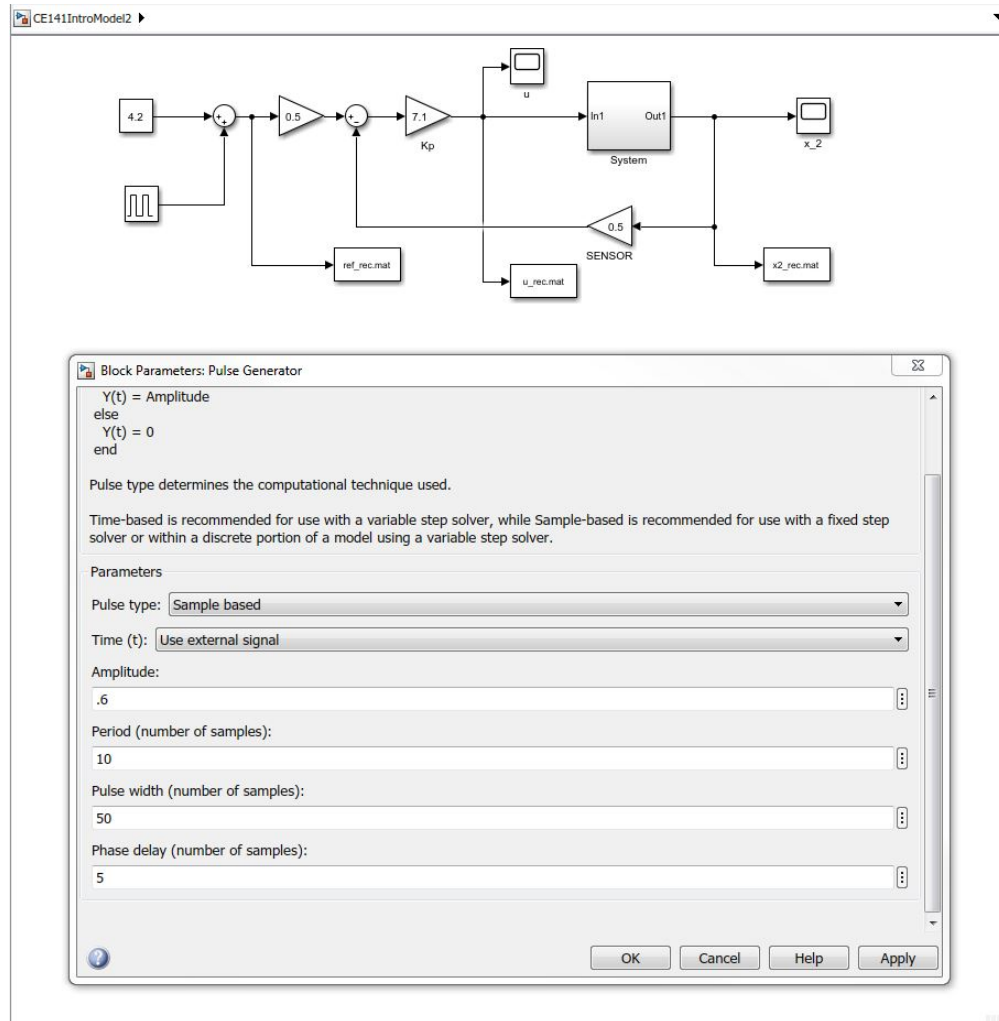 CE141IntroModel2
u
4.2
0.5
7.1
Kp
In1 Out1
System
x_2
0.5
SENSOR
ref_rec.mat
u_rec.mat
x2_rec.mat
Block Parameters: Pulse Generator
Y(t) = Amplitude
else
Y(t) = 0
end
Pulse type determines the computational technique used.
Time-based is recommended for use with a variable step solver, while Sample-based is recommended for use with a fixed step
solver or within a discrete portion of a model using a variable step solver.
Parameters
Pulse type: Sample based
Time (t): Use external signal
Amplitude:
.6
Period (number of samples):
10
Pulse width (number of samples):
50
Phase delay (number of samples):
5
OK Cancel Help Apply